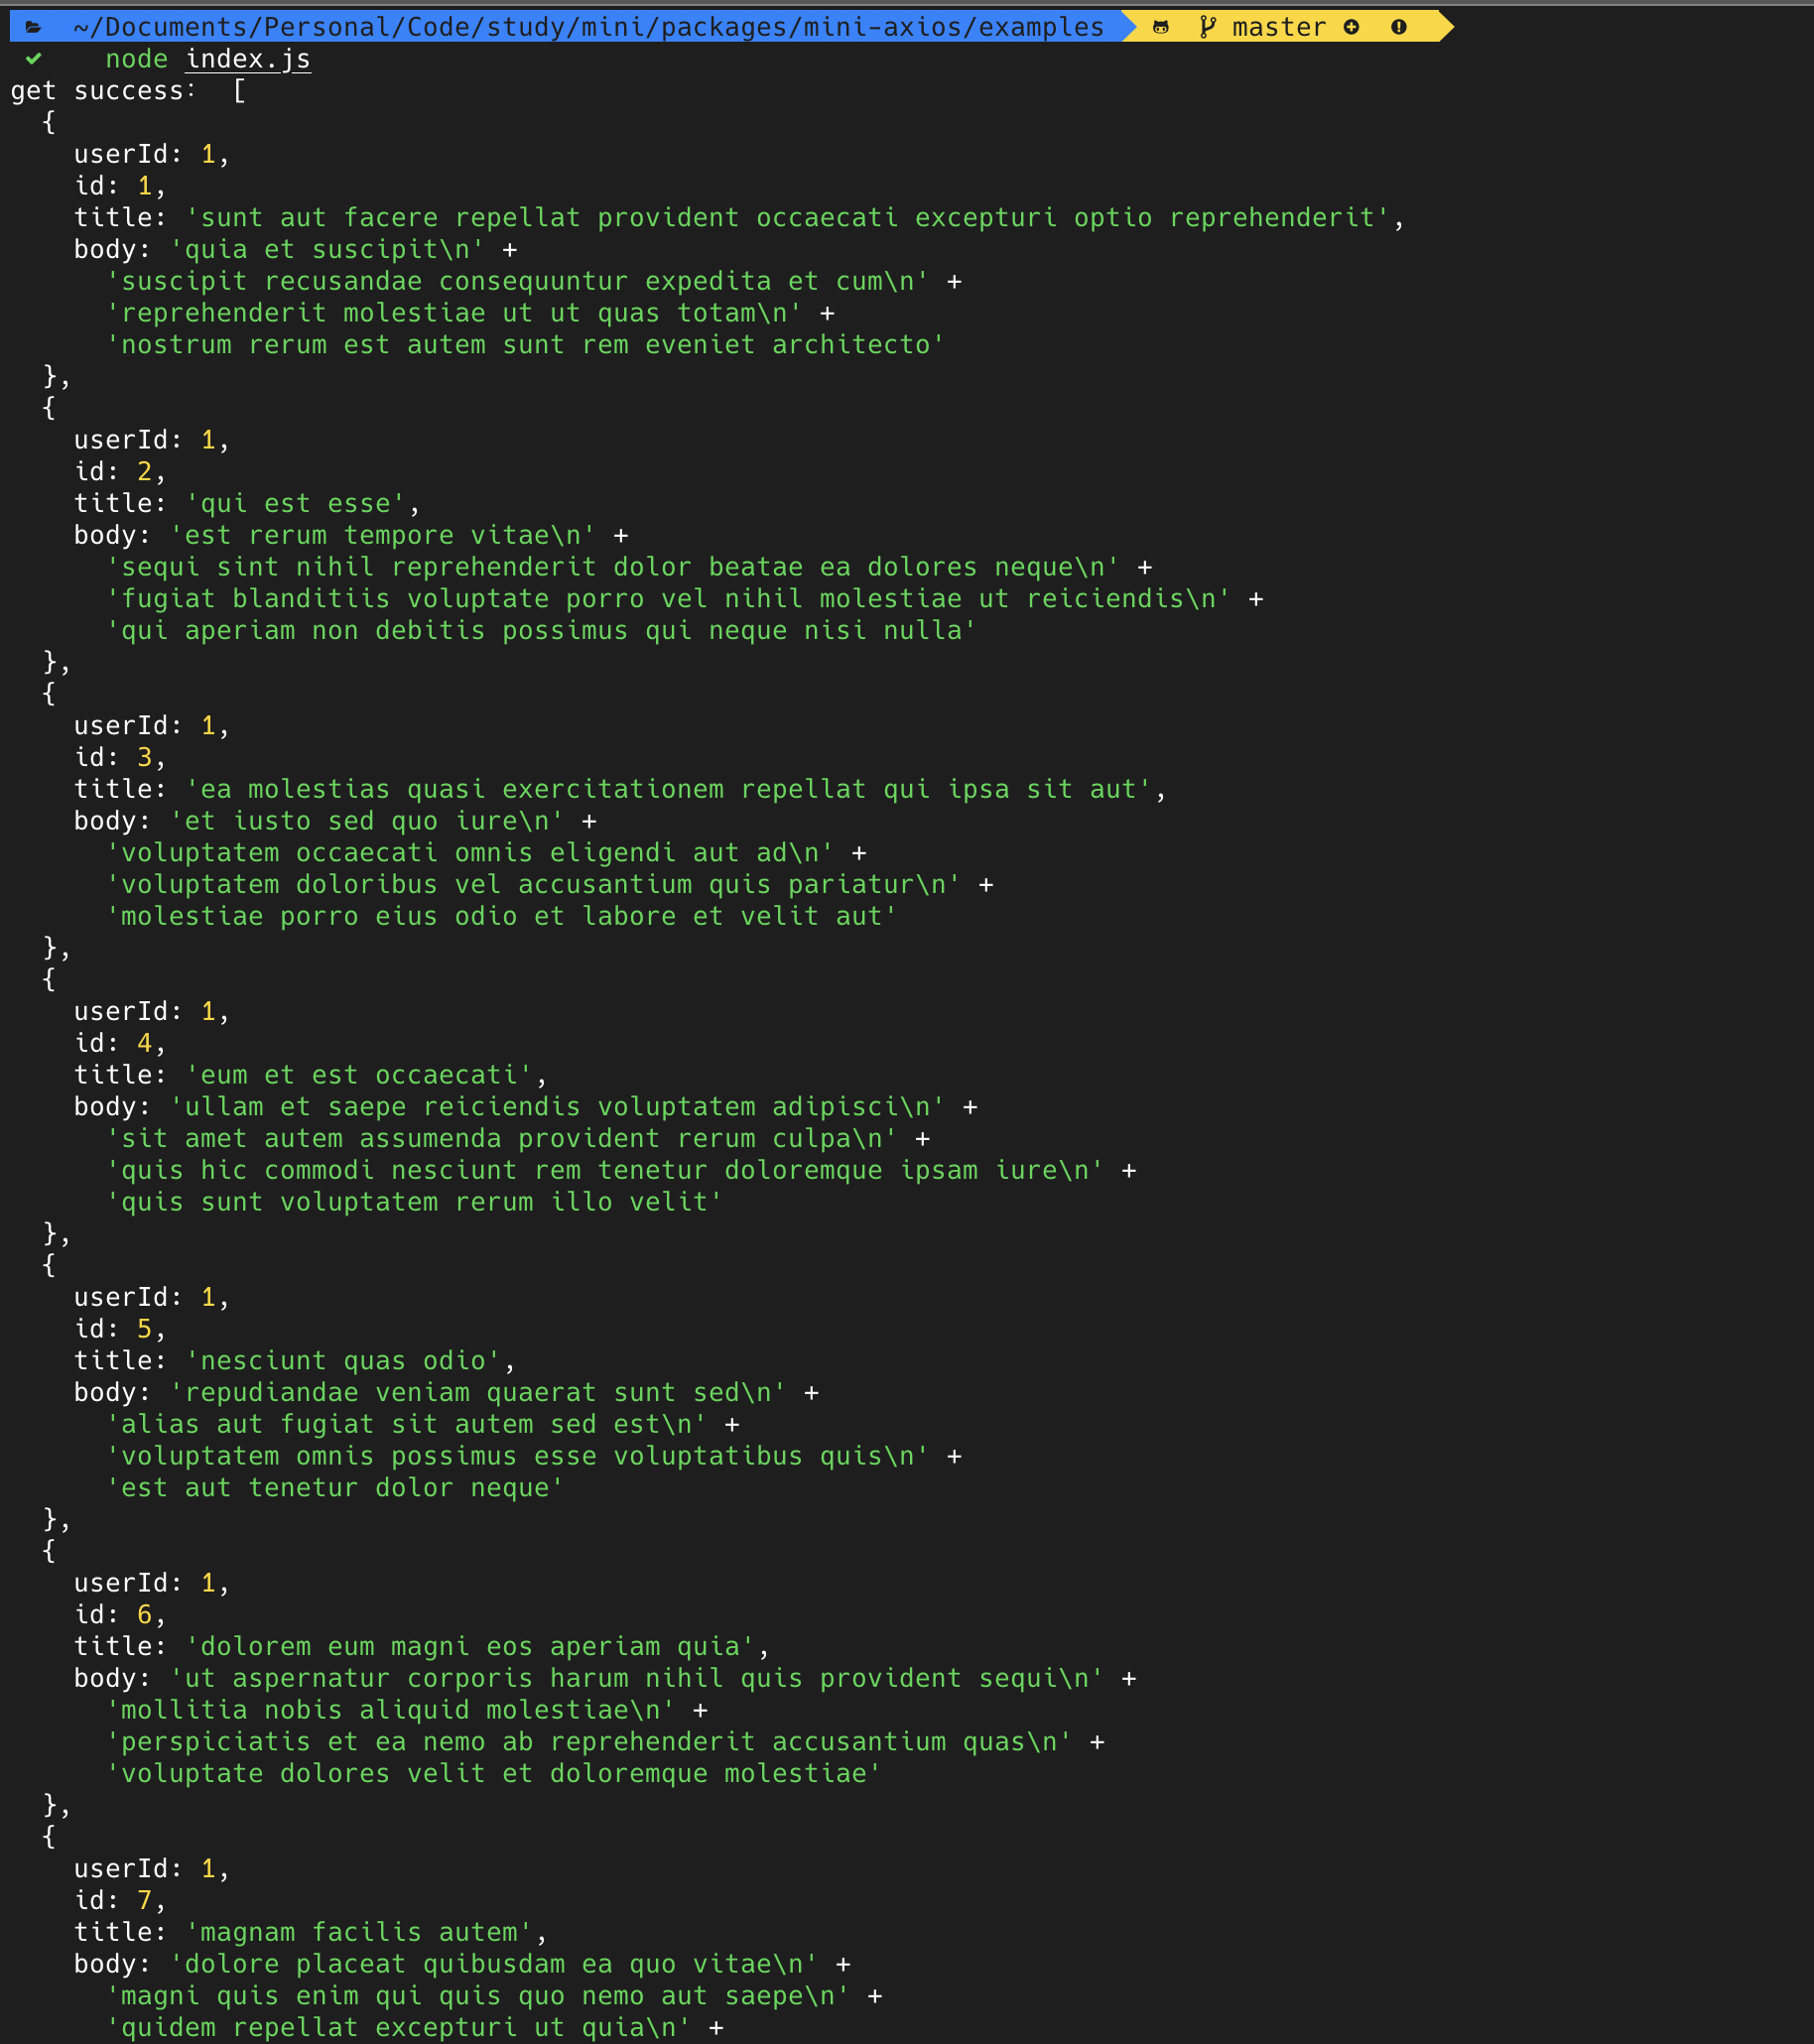 ~/Documents/Personal/Code/study/mini/packages/mini-axios/examples master
node index.js
get success: [
{
userId: 1,
id: 1,
title: 'sunt aut facere repellat provident occaecati excepturi optio reprehenderit',
body: 'quia et suscipit\n' +
'suscipit recusandae consequuntur expedita et cum\n' +
'reprehenderit molestiae ut ut quas totam\n' +
'nostrum rerum est autem sunt rem eveniet architecto'
},
{
userId: 1,
id: 2,
title: 'qui est esse',
body: 'est rerum tempore vitae\n' +
'sequi sint nihil reprehenderit dolor beatae ea dolores neque\n' +
'fugiat blanditiis voluptate porro vel nihil molestiae ut reiciendis\n' +
'qui aperiam non debitis possimus qui neque nisi nulla'
},
{
userId: 1,
id: 3,
title: 'ea molestias quasi exercitationem repellat qui ipsa sit aut',
body: 'et iusto sed quo iure\n' +
'voluptatem occaecati omnis eligendi aut ad\n' +
'voluptatem doloribus vel accusantium quis pariatur\n' +
'molestiae porro eius odio et labore et velit aut'
},
{
userId: 1,
id: 4,
title: 'eum et est occaecati',
body: 'ullam et saepe reiciendis voluptatem adipisci\n' +
'sit amet autem assumenda provident rerum culpa\n' +
'quis hic commodi nesciunt rem tenetur doloremque ipsam iure\n' +
'quis sunt voluptatem rerum illo velit'
},
{
userId: 1,
id: 5,
title: 'nesciunt quas odio',
body: 'repudiandae veniam quaerat sunt sed\n' +
'alias aut fugiat sit autem sed est\n' +
'voluptatem omnis possimus esse voluptatibus quis\n' +
'est aut tenetur dolor neque'
},
{
userId: 1,
id: 6,
title: 'dolorem eum magni eos aperiam quia',
body: 'ut aspernatur corporis harum nihil quis provident sequi\n' +
'mollitia nobis aliquid molestiae\n' +
'perspiciatis et ea nemo ab reprehenderit accusantium quas\n' +
'voluptate dolores velit et doloremque molestiae'
},
{
userId: 1,
id: 7,
title: 'magnam facilis autem',
body: 'dolore placeat quibusdam ea quo vitae\n' +
'magni quis enim qui quis quo nemo aut saepe\n' +
'quidem repellat excepturi ut quia\n' +